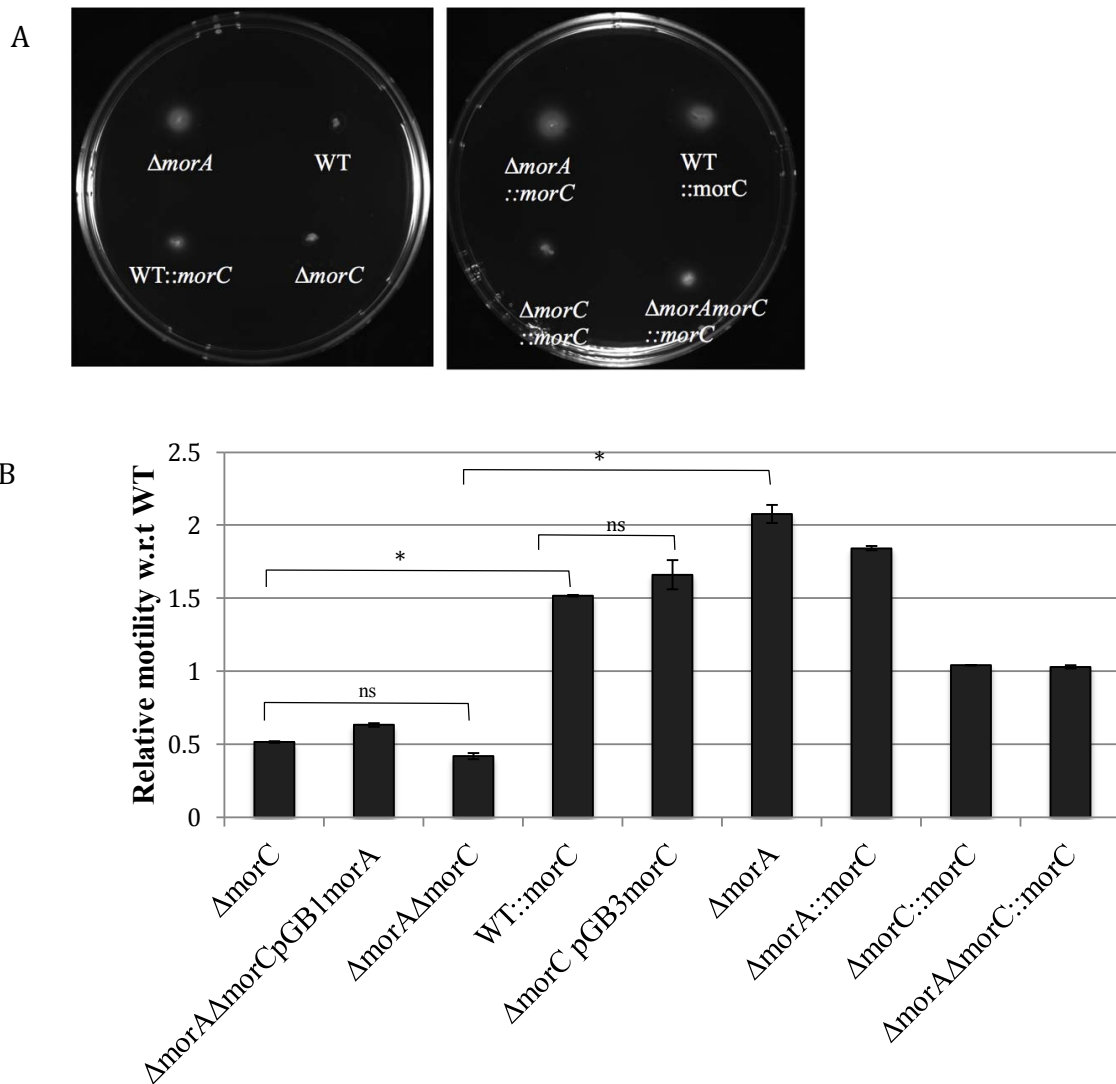 A
ΔmorA
WT
WT::morC
ΔmorC
ΔmorA
::morC
WT
::morC
ΔmorC
::morC
ΔmorAmorC
::morC
B
Relative motility w.r.t WT
2.5
2
1.5
1
0.5
0
*
ns
*
ns
ΔmorC
ΔmorAΔmorCpGB1morA
ΔmorAΔmorC
WT::morC
ΔmorC pGB3morC
ΔmorA
ΔmorA::morC
ΔmorC::morC
ΔmorAΔmorC::morC